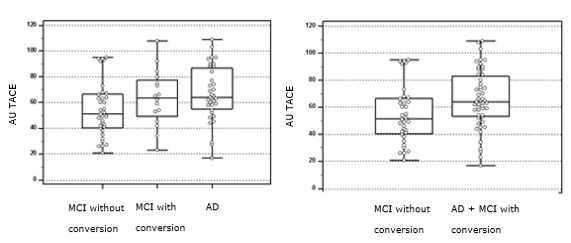 120
100
80
60
40
20
0
AU TACE
MCI without
conversion
MCI with
conversion
AD
120
100
80
60
40
20
0
AU TACE
MCI without
conversion
AD + MCI with
conversion